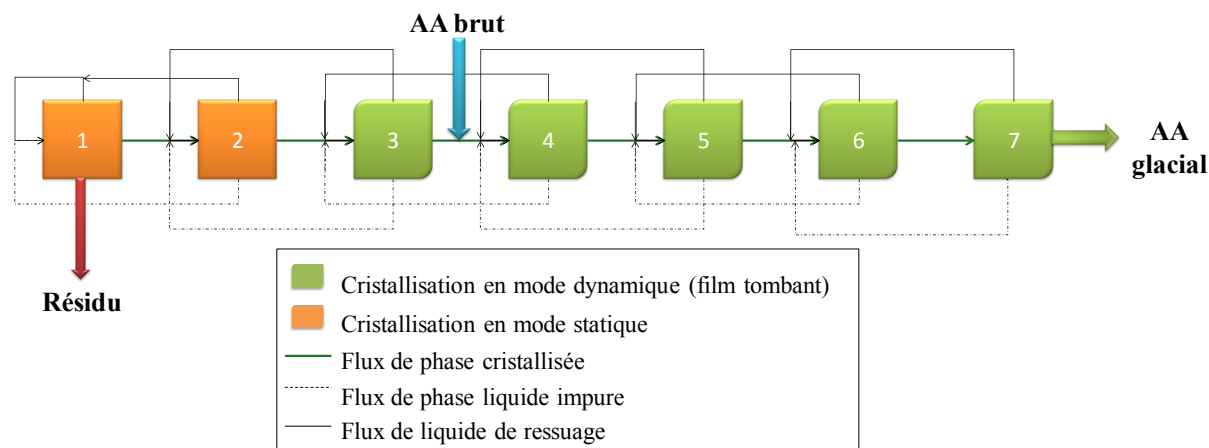 AA brut
1
2
3
4
5
6
7
AA
glacial
Résidu
Cristallisation en mode dynamique (film tombant)
Cristallisation en mode statique
Flux de phase cristallisée
Flux de phase liquide impure
Flux de liquide de ressuage